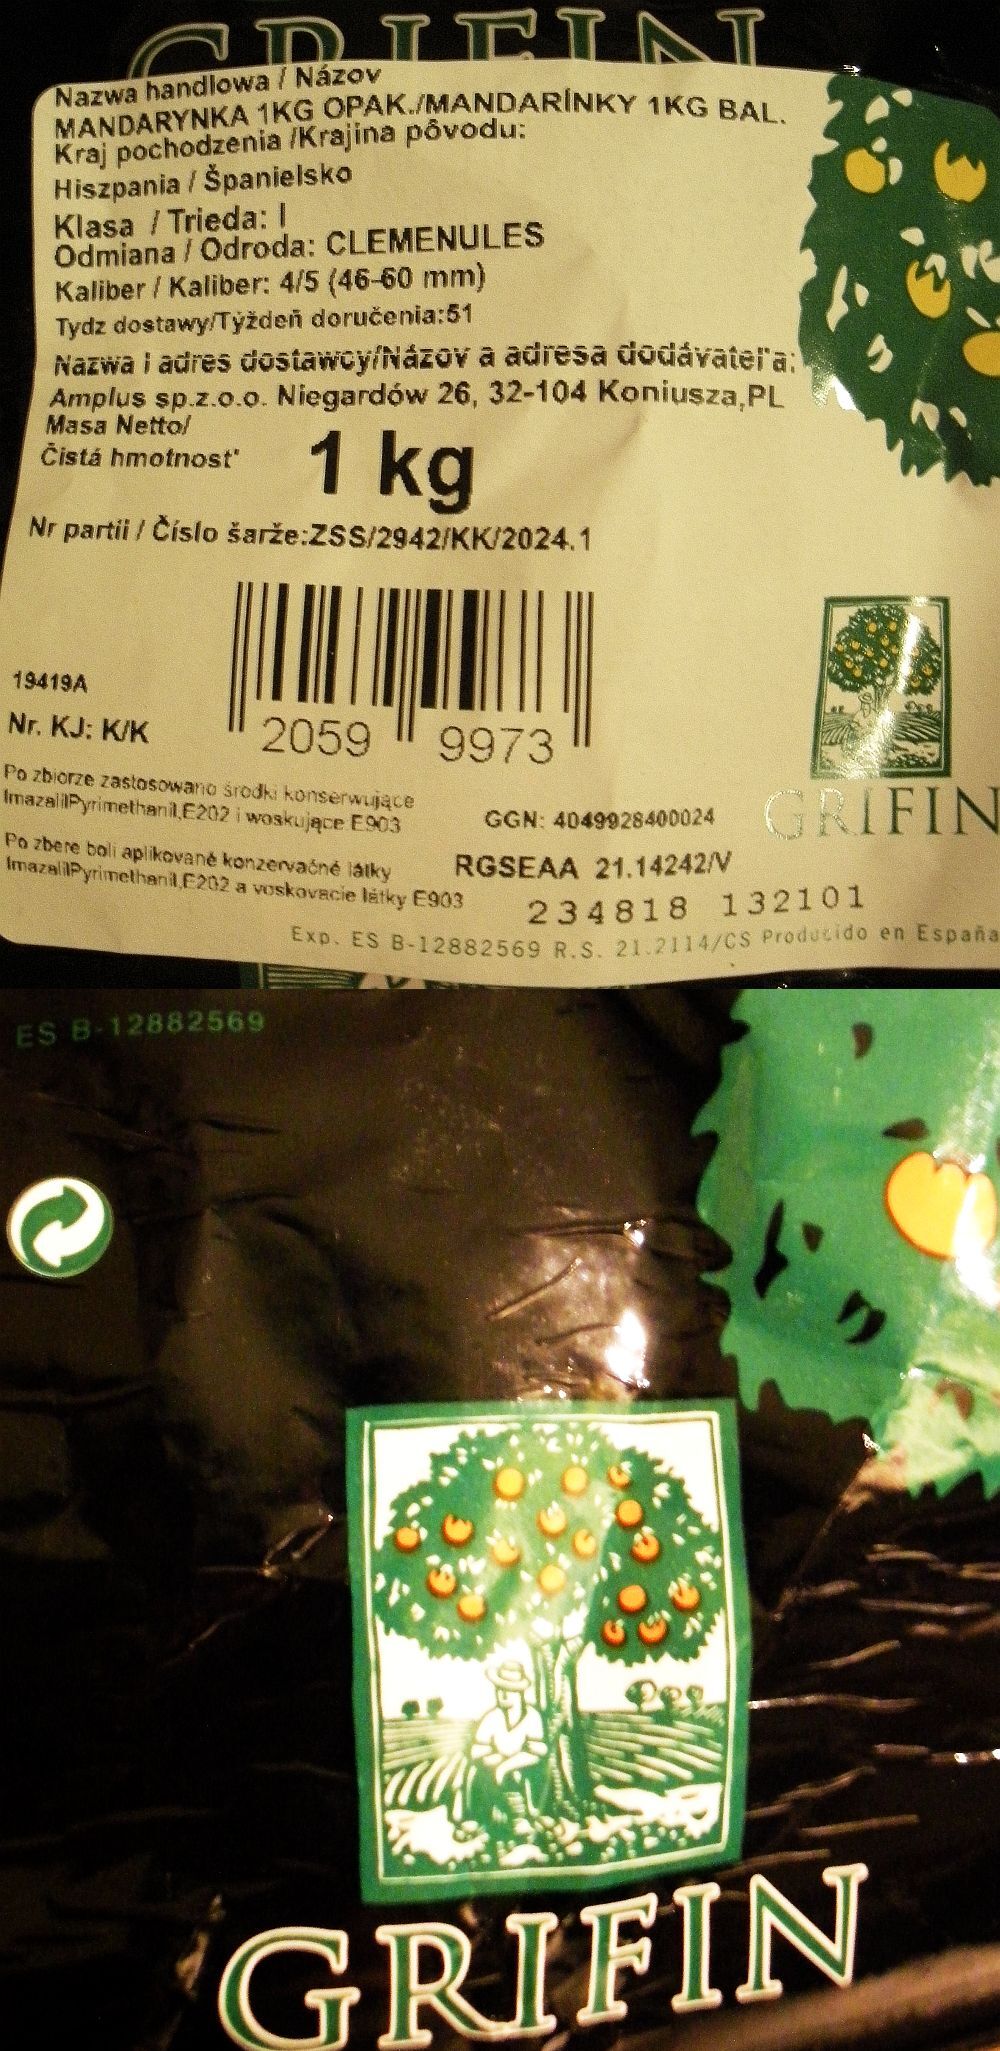 GRIFIN
Nazwa handlowa / Názov
MANDARYNKA 1KG OPAK./MANDARÍNKY 1KG BAL.
Kraj pochodzenia /Krajina pôvodu:
Hiszpania / Španielsko
Klasa / Trieda: I
Odmiana / Odroda: CLEMENULES
Kaliber / Kaliber: 4/5 (46-60 mm)
Tydz dostawy/Týždeň doručenia:51
Nazwa i adres dostawcy/Názov a adresa dodávateľa:
Amplus sp.z.o.o. Niegardów 26, 32-104 Koniusza,PL
Masa Netto/
Čistá hmotnosť
1 kg
Nr partii / Číslo šarže:ZSS/2942/KK/2024.1
19419A
Nr. KJ: K/K
2059 9973
GRIFIN
Po zbiorze zastosowano środki konserwujące
ImazalilPyrimethanil,E202 i woskujące E903
GGN: 4049928400024
Po zbere boli aplikované konzervačné látky
ImazalilPyrimethanil,E202 a voskovacie látky E903
RGSEAA 21.14242/V
234818 132101
Exp. ES B-12882569 R.S. 21.2114/CS Producido en España
ES B-12882569
GRIFIN